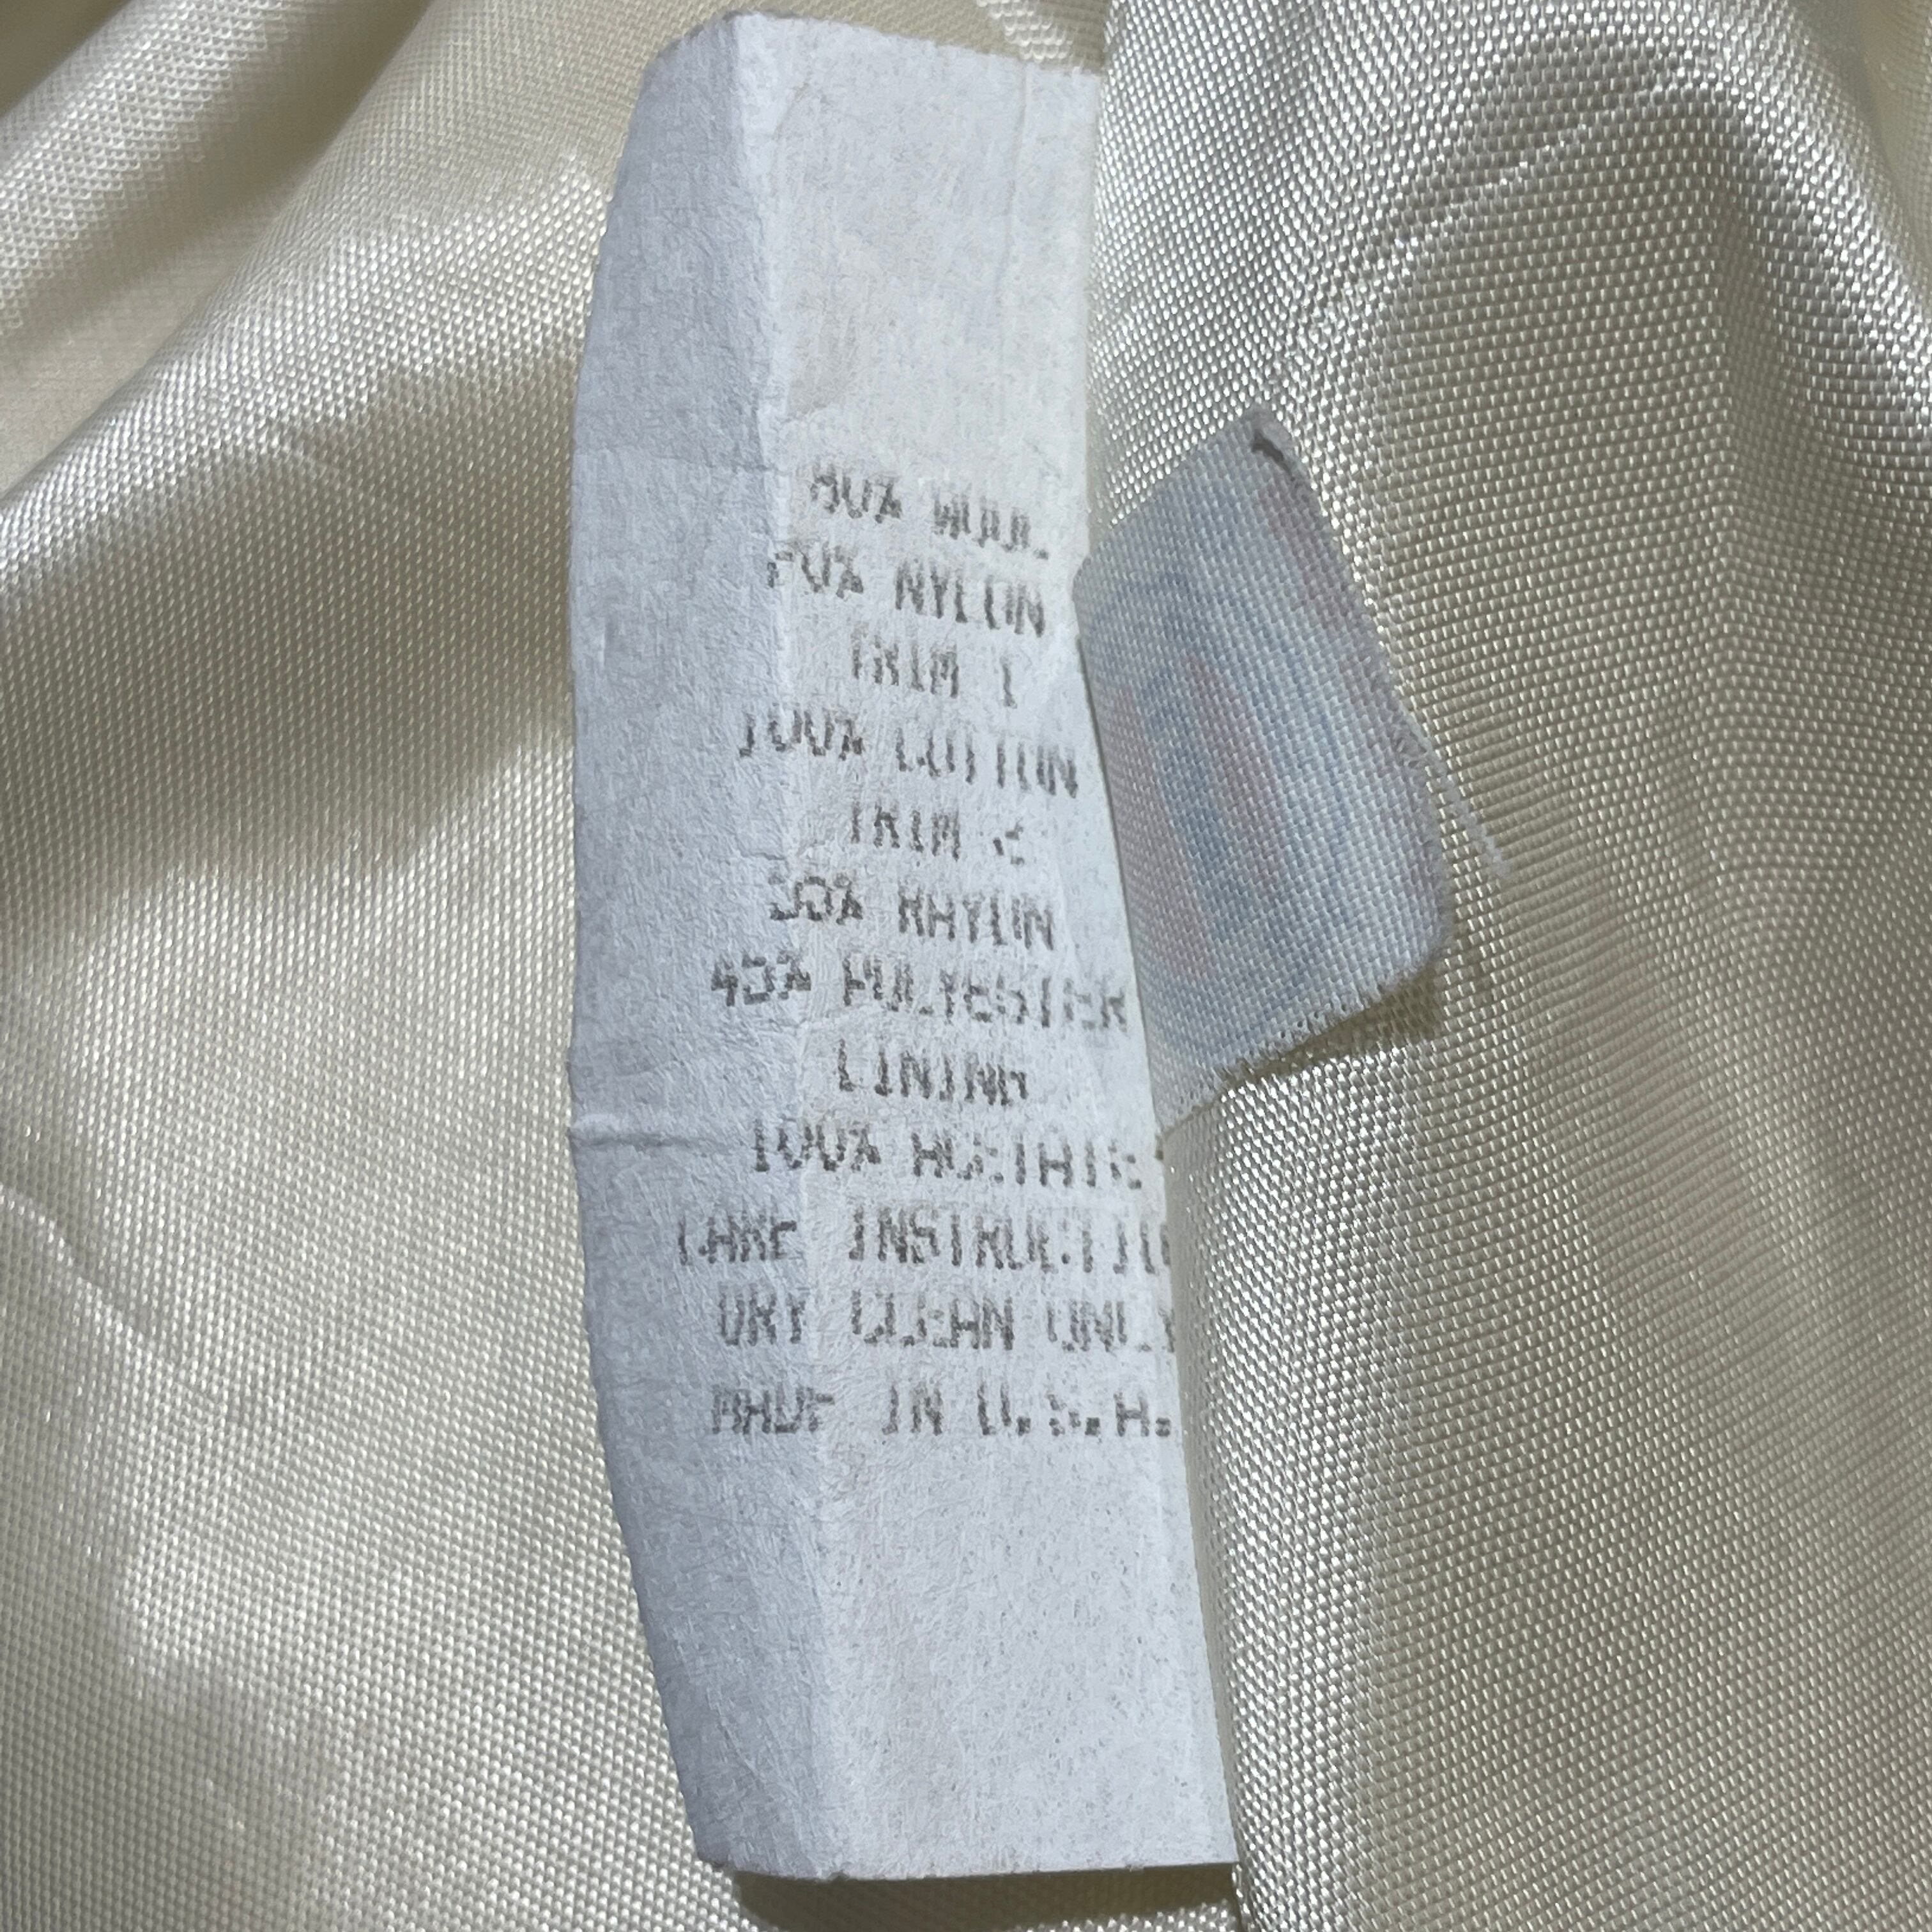 80% WOOL
20% NYLON
TRIM 1
100% COTTON
TRIM 2
55% RAYON
45% POLYESTER
LINING
100% ACETATE
CARE INSTRUCTIO
DRY CLEAN ONLY
MADE IN U.S.A.